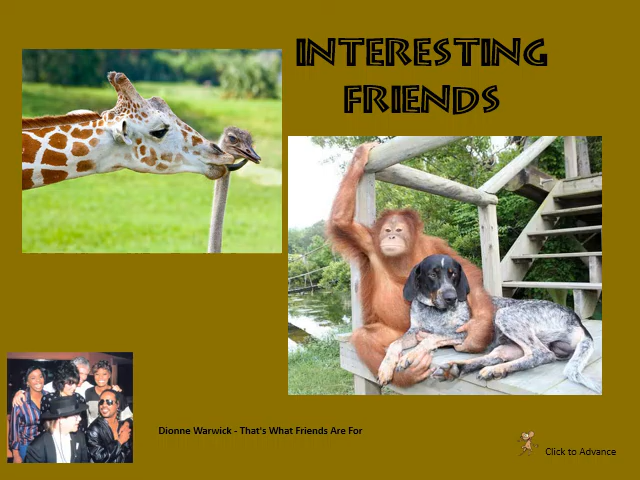 INTERESTING
FRIENDS
Dionne Warwick - That's What Friends Are For
Click to Advance